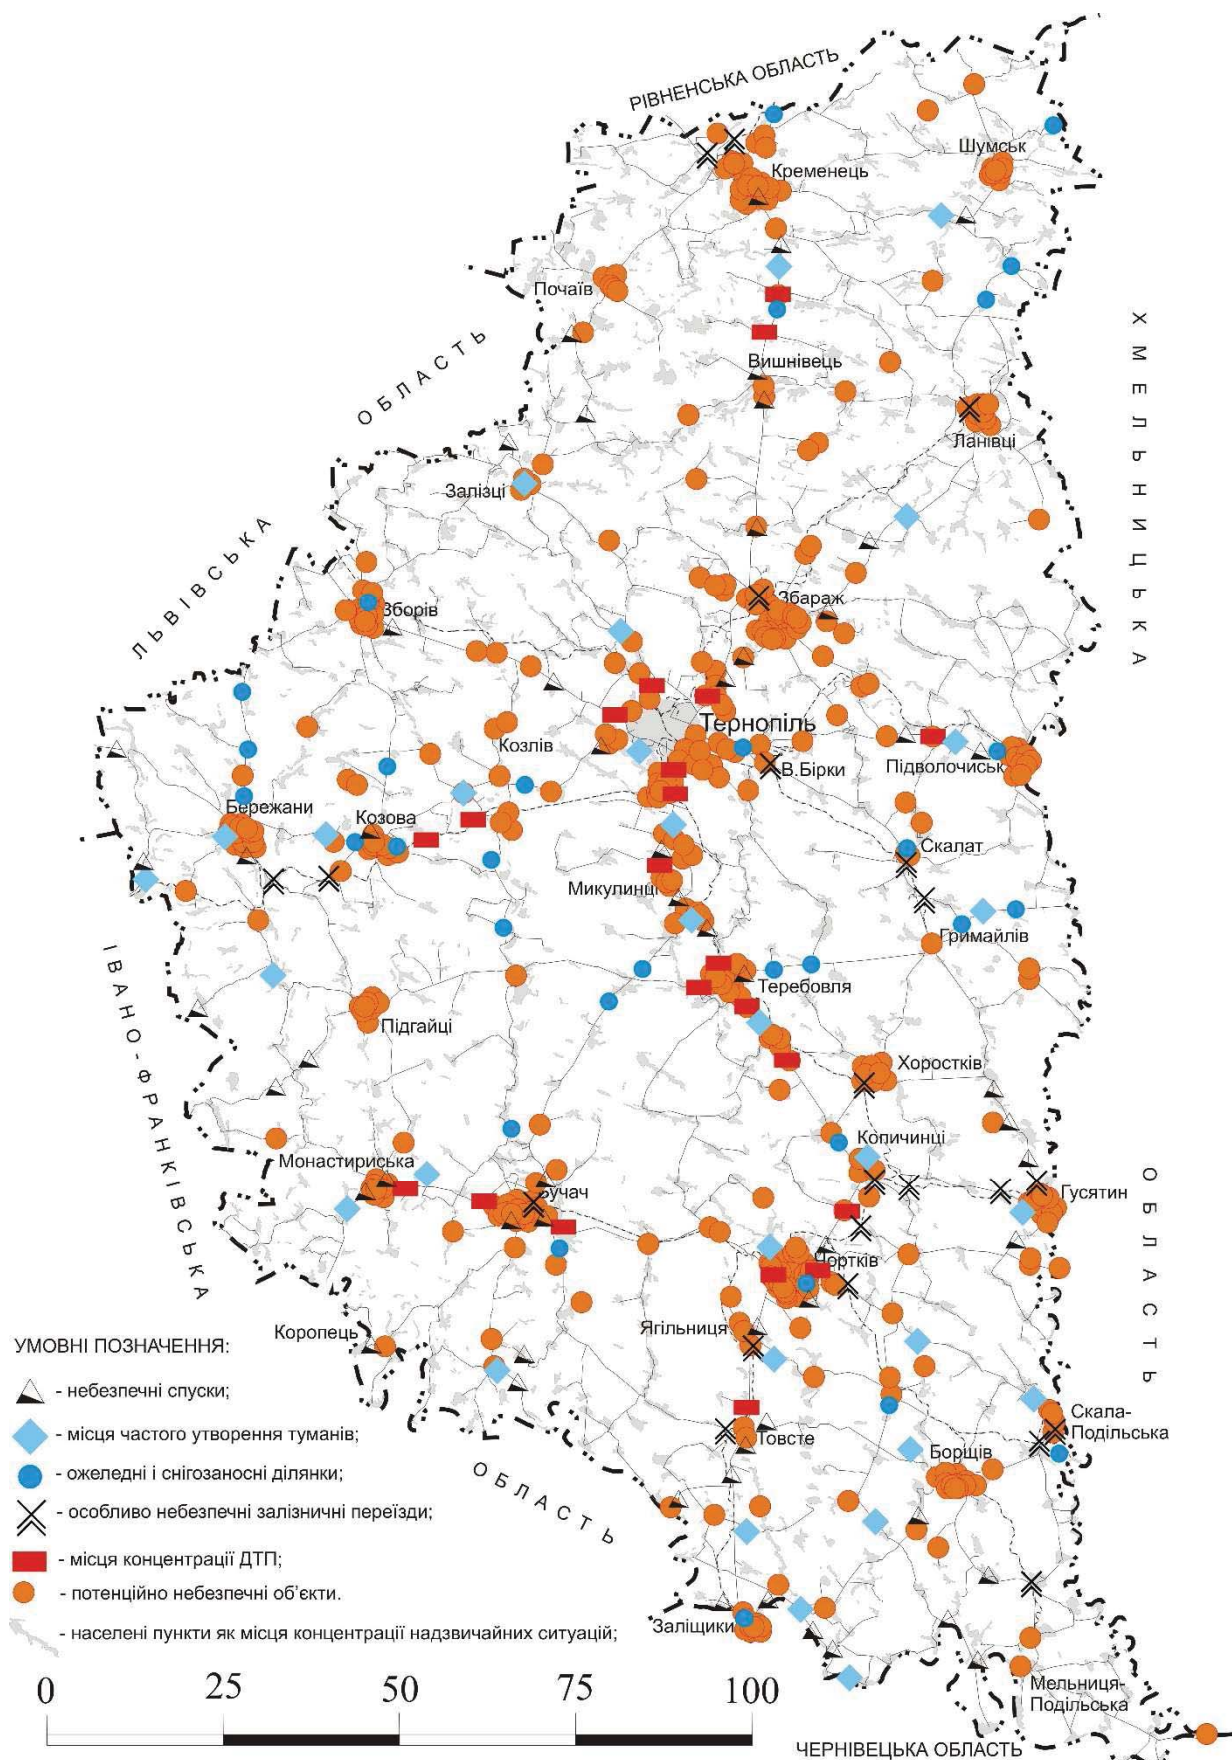 РІВНЕНСЬКА ОБЛАСТЬ
Шумськ
Кременець
Почаїв
ХМЕЛЬНИЦЬКА
ОБЛАСТЬ
Вишнівець
Ланівці
Залізці
ЛЬВІВСЬКА
Збараж
Зборів
Тернопіль
Козлів
В.Бірки
Підволочиськ
Бережани
Козова
Скалат
Микулинці
Гримайлів
ІВАНО-ФРАНКІВСЬКА
Теребовля
Підгайці
Хоростків
Копичинці
Монастириська
Бучач
Гусятин
ОБЛАСТЬ
Чортків
Коропець
Ягільниця
УМОВНІ ПОЗНАЧЕННЯ:
- небезпечні спуски;
- місця частого утворення туманів;
- ожеледні і снігозаносні ділянки;
- особливо небезпечні залізничні переїзди;
- місця концентрації ДТП;
- потенційно небезпечні об’єкти.
- населені пункти як місця концентрації надзвичайних ситуацій;
Скала-
Подільська
Товсте
Борщів
ОБЛАСТЬ
Заліщики
Мельниця-
Подільська
0 25 50 75 100
ЧЕРНІВЕЦЬКА ОБЛАСТЬ